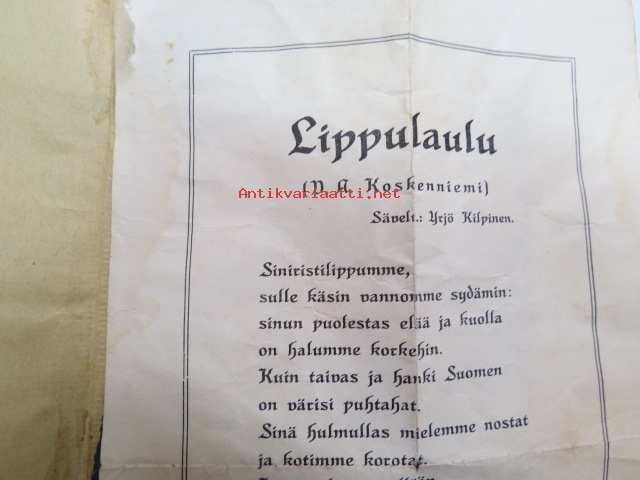 Lippulaulu
(V. A. Koskenniemi)
Antikvariaatti.net
Sävelt.: Yrjö Kilpinen.
Siniristilippumme,
sulle käsin vannomme sydämin:
sinun puolestas elää ja kuolla
on halumme korkehin.
Kuin taivas ja hanki Suomen
on värisi puhtahat.
Sinä hulmullas mielemme nostat
ja kotimme korotat.